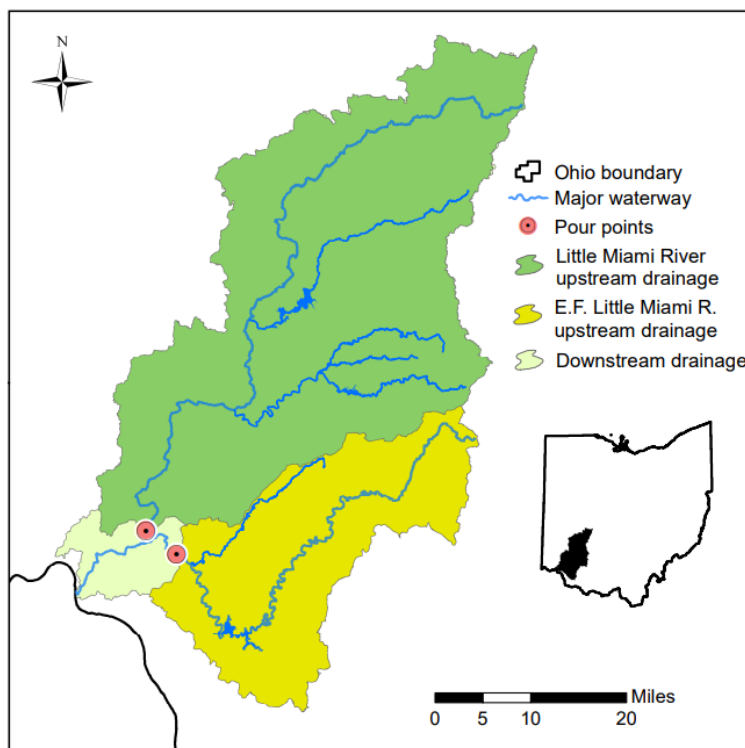 N
Ohio boundary
Major waterway
Pour points
Little Miami River
upstream drainage
E.F. Little Miami R.
upstream drainage
Downstream drainage
Miles
0 5 10 20